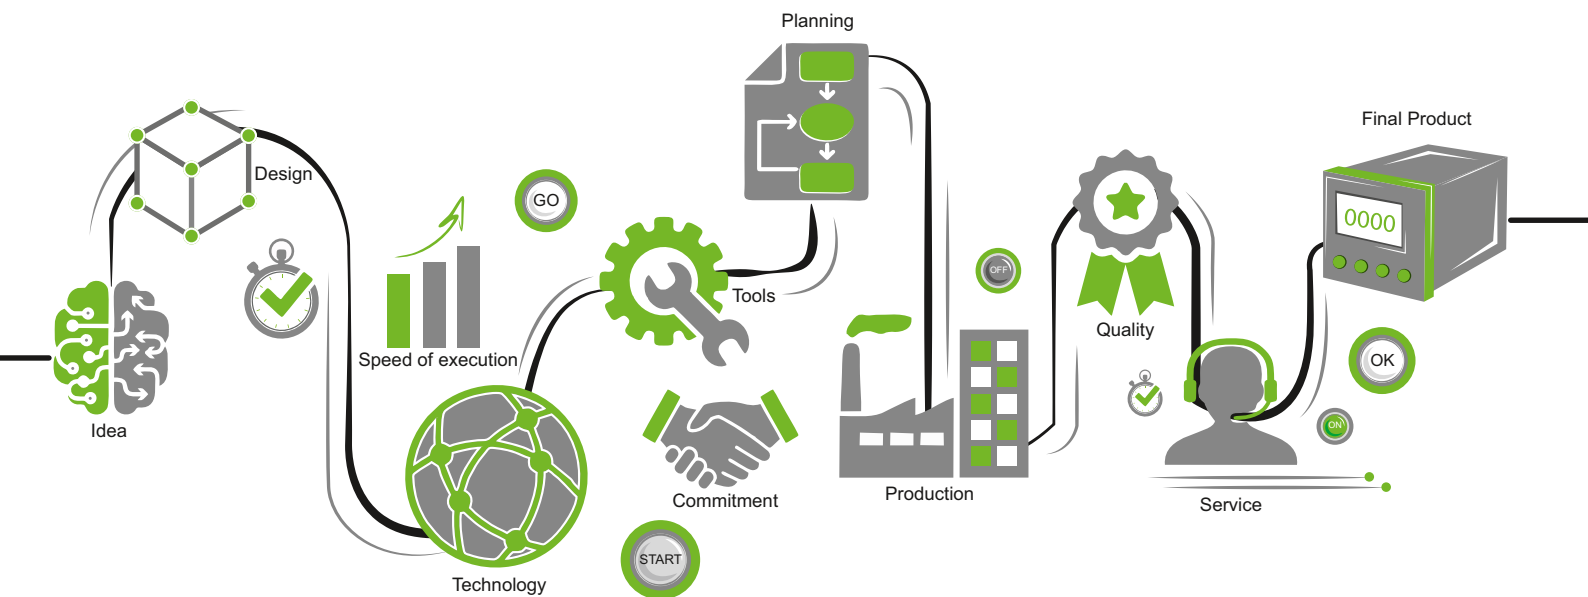 Planning
Final Product
Design
GO
0000
OFF
Tools
Quality
Speed of execution
OK
ON
Idea
Commitment
Production
Service
START
Technology